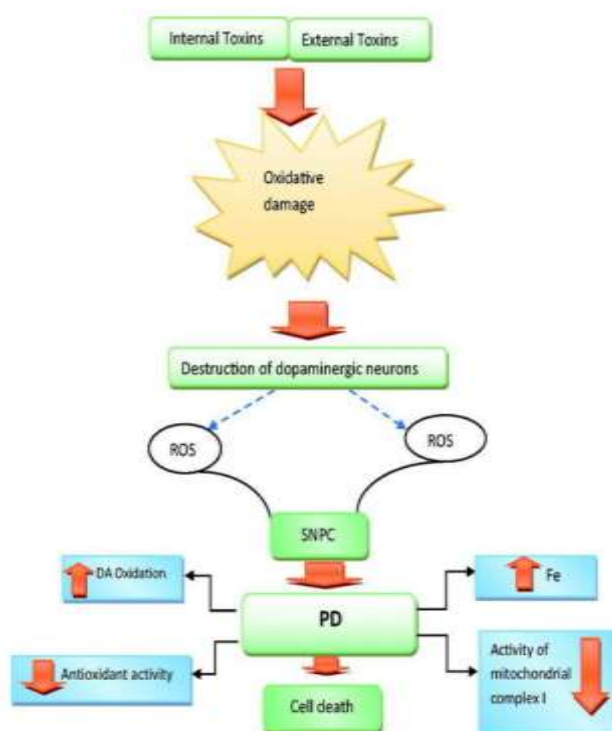 Internal Toxins
External Toxins
Oxidative
damage
Destruction of dopaminergic neurons
ROS
ROS
SNPC
DA Oxidation
Fe
PD
Antioxidant activity
Activity of
mitochondrial
complex I
Cell death